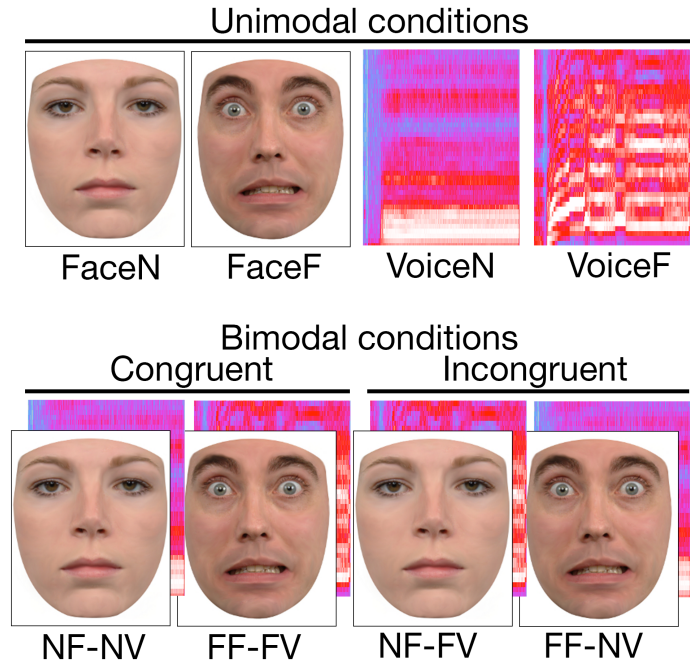 Unimodal conditions
FaceN FaceF VoiceN VoiceF
Bimodal conditions
Congruent Incongruent
NF-NV FF-FV NF-FV FF-NV